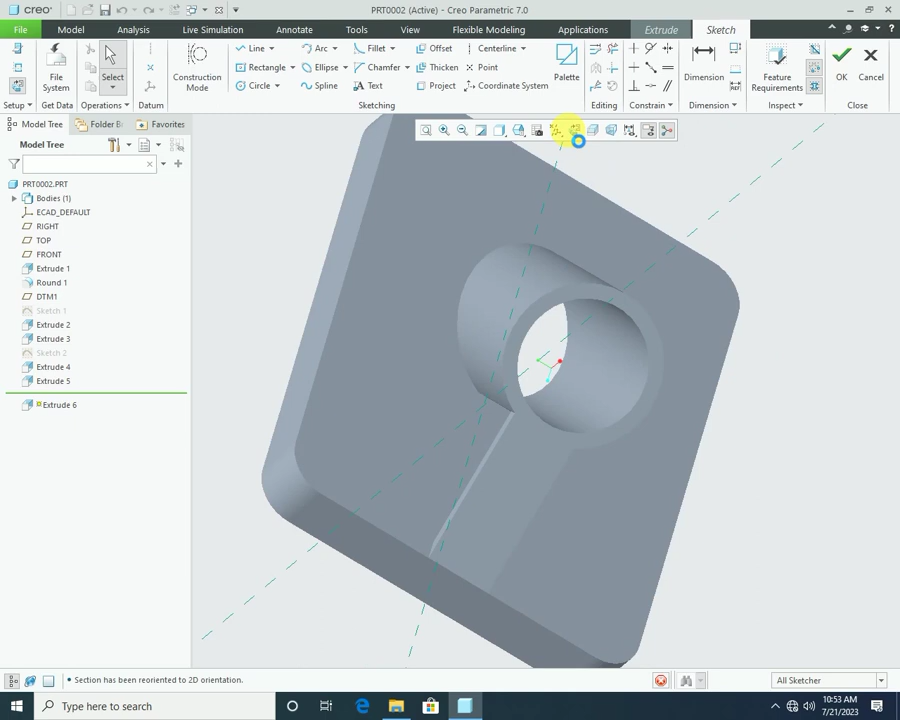 creo PRT0002 (Active) - Creo Parametric 7.0
File Model Analysis Live Simulation Annotate Tools View Flexible Modeling Applications Extrude Sketch
Line Arc Fillet Offset Centerline
Rectangle Ellipse Chamfer Thicken Point
Circle Spline Text Project Coordinate System
File System Select Construction Mode Palette Dimension Feature Requirements OK Cancel
Setup Get Data Operations Datum Sketching Editing Constrain Dimension Inspect Close
Model Tree Folder Br Favorites
Model Tree
PRT0002.PRT
Bodies (1)
ECAD_DEFAULT
RIGHT
TOP
FRONT
Extrude 1
Round 1
DTM1
Sketch 1
Extrude 2
Extrude 3
Sketch 2
Extrude 4
Extrude 5
Extrude 6
• Section has been reoriented to 2D orientation.
All Sketcher
Type here to search
10:53 AM
7/21/2023